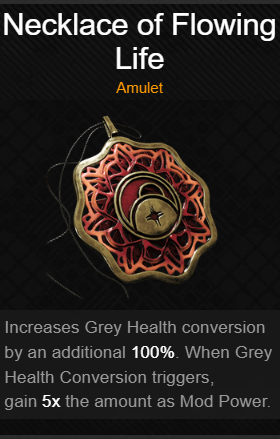 Necklace of Flowing
Life
Amulet
Increases Grey Health conversion
by an additional 100%. When Grey
Health Conversion triggers,
gain 5x the amount as Mod Power.